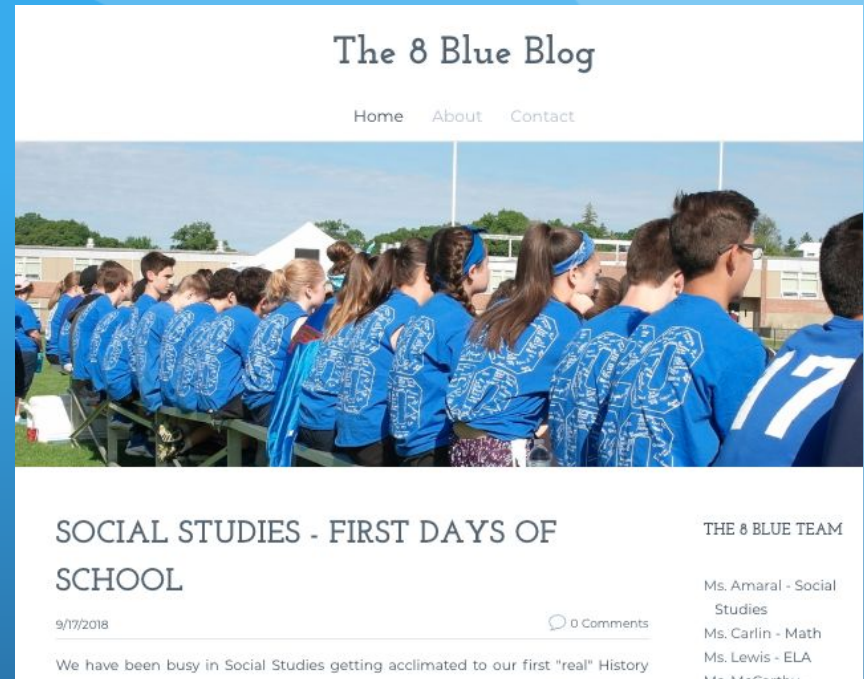 The 8 Blue Blog
Home About Contact
17
SOCIAL STUDIES - FIRST DAYS OF
SCHOOL
9/17/2018
0 Comments
We have been busy in Social Studies getting acclimated to our first "real" History
THE 8 BLUE TEAM
Ms. Amaral - Social
Studies
Ms. Carlin - Math
Ms. Lewis - ELA